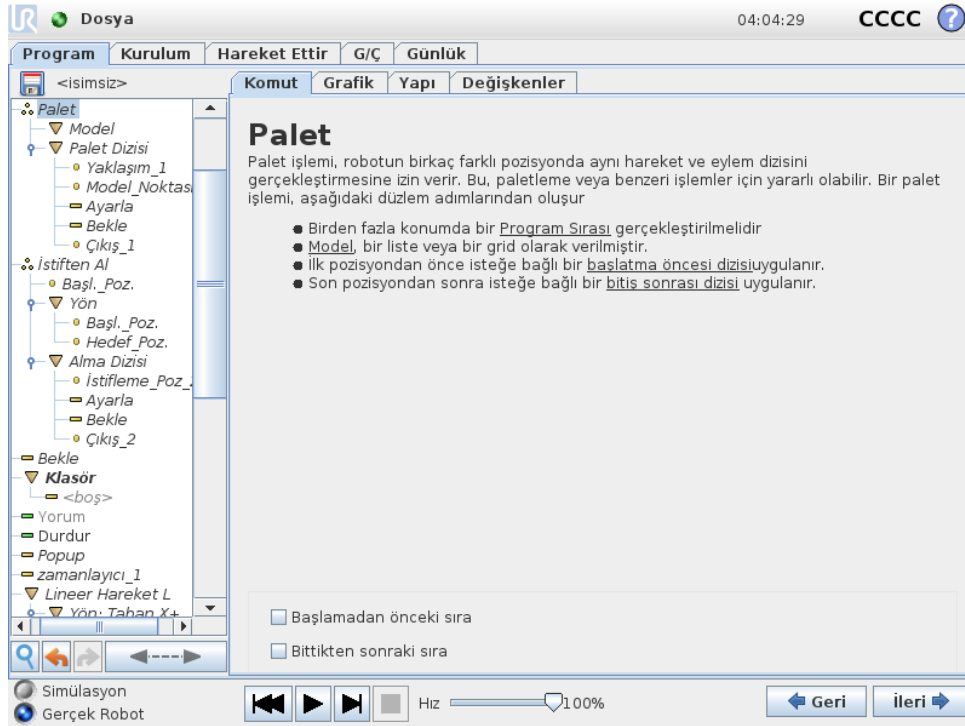 UR Dosya 04:04:29 CCCC ?
Program Kurulum Hareket Ettir G/Ç Günlük
<isimsiz>
Komut Grafik Yapı Değişkenler
Palet
Model
Palet Dizisi
Yaklaşım_1
Model_Noktası
Ayarla
Bekle
Çıkış_1
İstiften Al
Başl._Poz.
Yön
Başl._Poz.
Hedef_Poz.
Alma Dizisi
İstifleme_Poz_
Ayarla
Bekle
Çıkış_2
Bekle
Klasör
<boş>
Yorum
Durdur
Popup
zamanlayıcı_1
Lineer Hareket L
Yön: Taban X+
Palet
Palet işlemi, robotun birkaç farklı pozisyonda aynı hareket ve eylem dizisini
gerçekleştirmesine izin verir. Bu, paletleme veya benzeri işlemler için yararlı olabilir. Bir palet
işlemi, aşağıdaki düzlem adımlarından oluşur
Birden fazla konumda bir Program Sırası gerçekleştirilmelidir
Model, bir liste veya bir grid olarak verilmiştir.
İlk pozisyondan önce isteğe bağlı bir başlatma öncesi dizisiuygulanır.
Son pozisyondan sonra isteğe bağlı bir bitiş sonrası dizisi uygulanır.
Başlamadan önceki sıra
Bittikten sonraki sıra
Simülasyon
Gerçek Robot
Hız 100%
Geri İleri